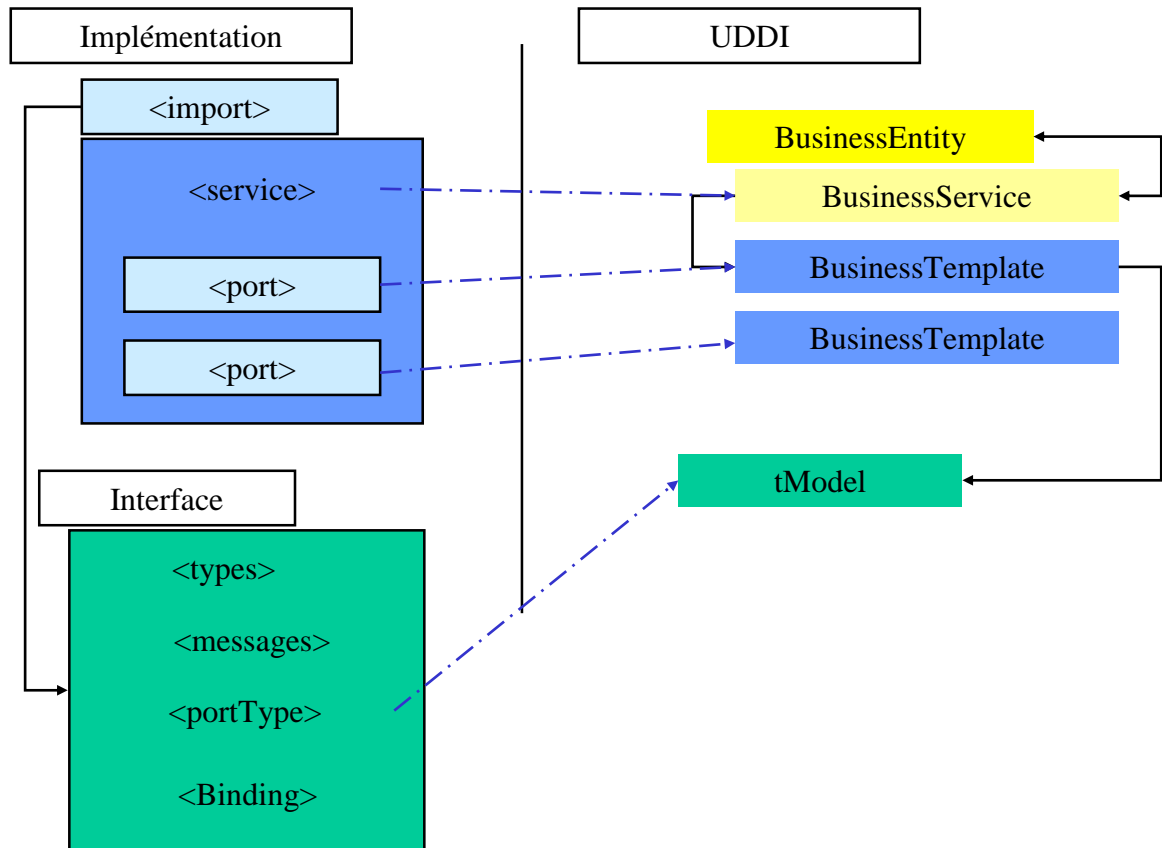 Implémentation
<import>
<service>
<port>
<port>
Interface
<types>
<messages>
<portType>
<Binding>
UDDI
BusinessEntity
BusinessService
BusinessTemplate
BusinessTemplate
tModel